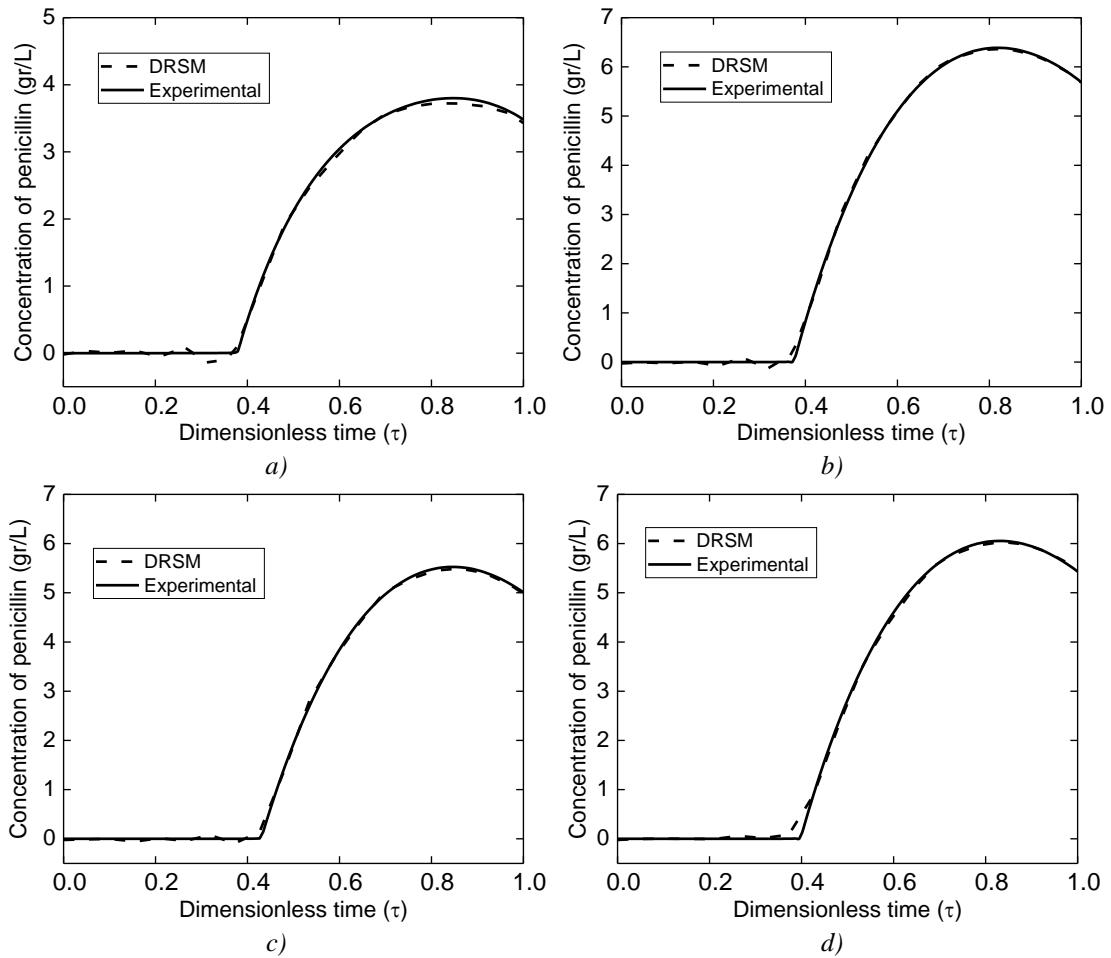 5
4
3
2
1
0
Concentration of penicillin (gr/L)
DRSM
Experimental
0.0 0.2 0.4 0.6 0.8 1.0
Dimensionless time (τ)
a)
7
6
5
4
3
2
1
0
Concentration of penicillin (gr/L)
DRSM
Experimental
0.0 0.2 0.4 0.6 0.8 1.0
Dimensionless time (τ)
b)
7
6
5
4
3
2
1
0
Concentration of penicillin (gr/L)
DRSM
Experimental
0.0 0.2 0.4 0.6 0.8 1.0
Dimensionless time (τ)
c)
7
6
5
4
3
2
1
0
Concentration of penicillin (gr/L)
DRSM
Experimental
0.0 0.2 0.4 0.6 0.8 1.0
Dimensionless time (τ)
d)